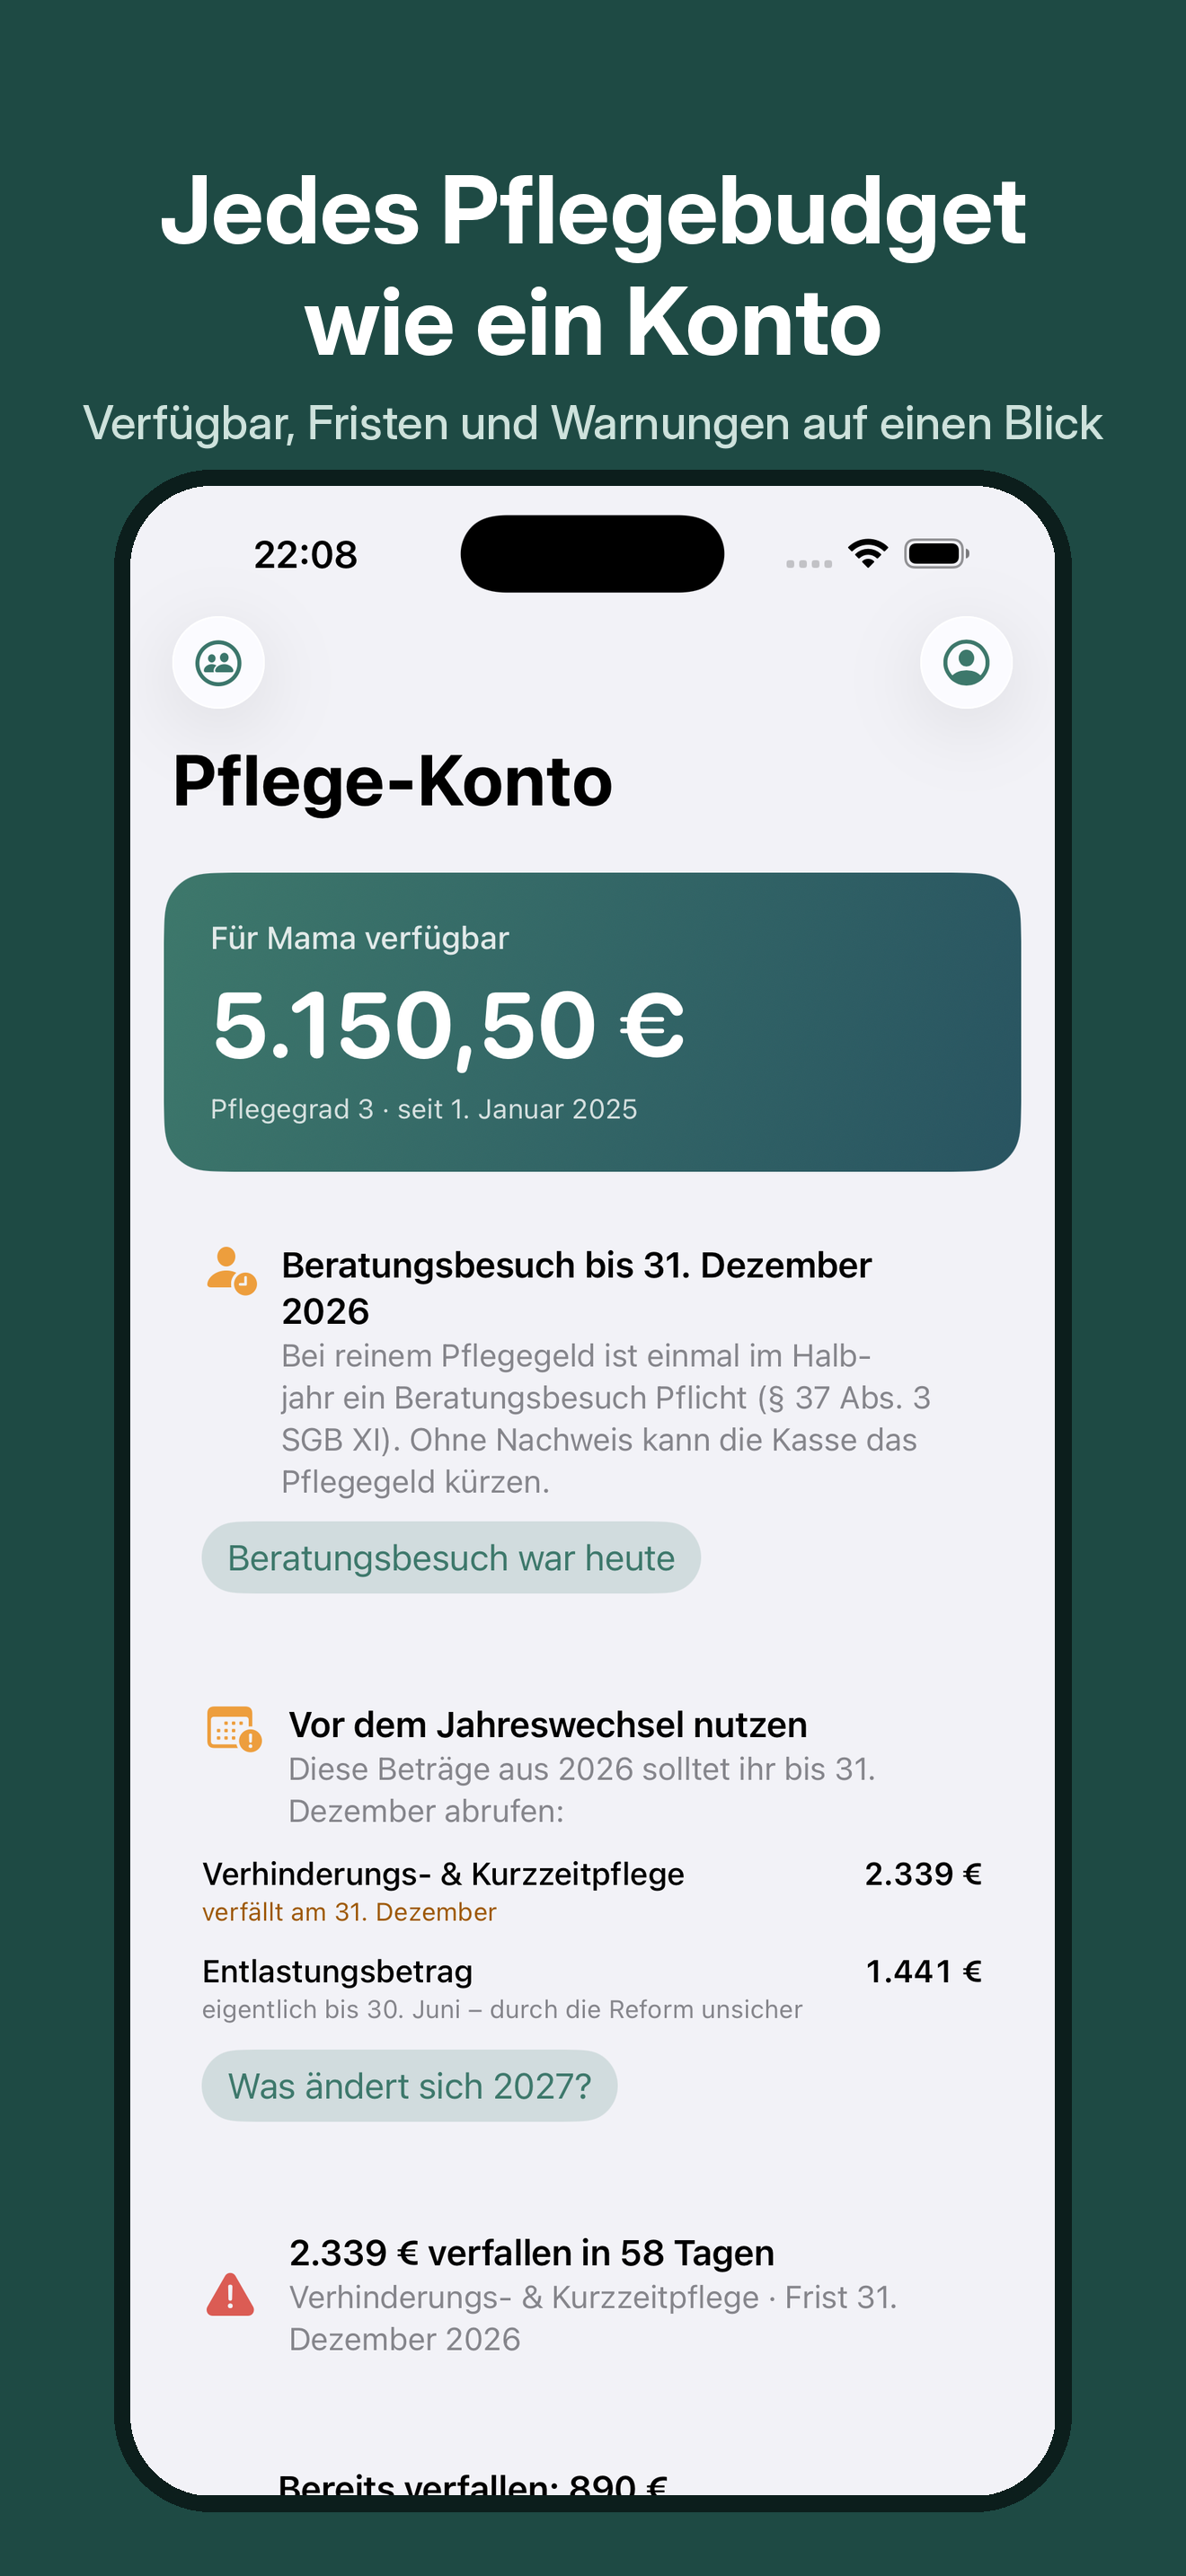 Jedes Pflegebudget
wie ein Konto
Verfügbar, Fristen und Warnungen auf einen Blick
22:08
Pflege-Konto
Für Mama verfügbar
5.150,50 €
Pflegegrad 3 · seit 1. Januar 2025
Beratungsbesuch bis 31. Dezember
2026
Bei reinem Pflegegeld ist einmal im Halb-
jahr ein Beratungsbesuch Pflicht (§ 37 Abs. 3
SGB XI). Ohne Nachweis kann die Kasse das
Pflegegeld kürzen.
Beratungsbesuch war heute
Vor dem Jahreswechsel nutzen
Diese Beträge aus 2026 solltet ihr bis 31.
Dezember abrufen:
Verhinderungs- & Kurzzeitpflege 2.339 €
verfällt am 31. Dezember
Entlastungsbetrag 1.441 €
eigentlich bis 30. Juni – durch die Reform unsicher
Was ändert sich 2027?
2.339 € verfallen in 58 Tagen
Verhinderungs- & Kurzzeitpflege · Frist 31.
Dezember 2026
Bereits verfallen: 890 €